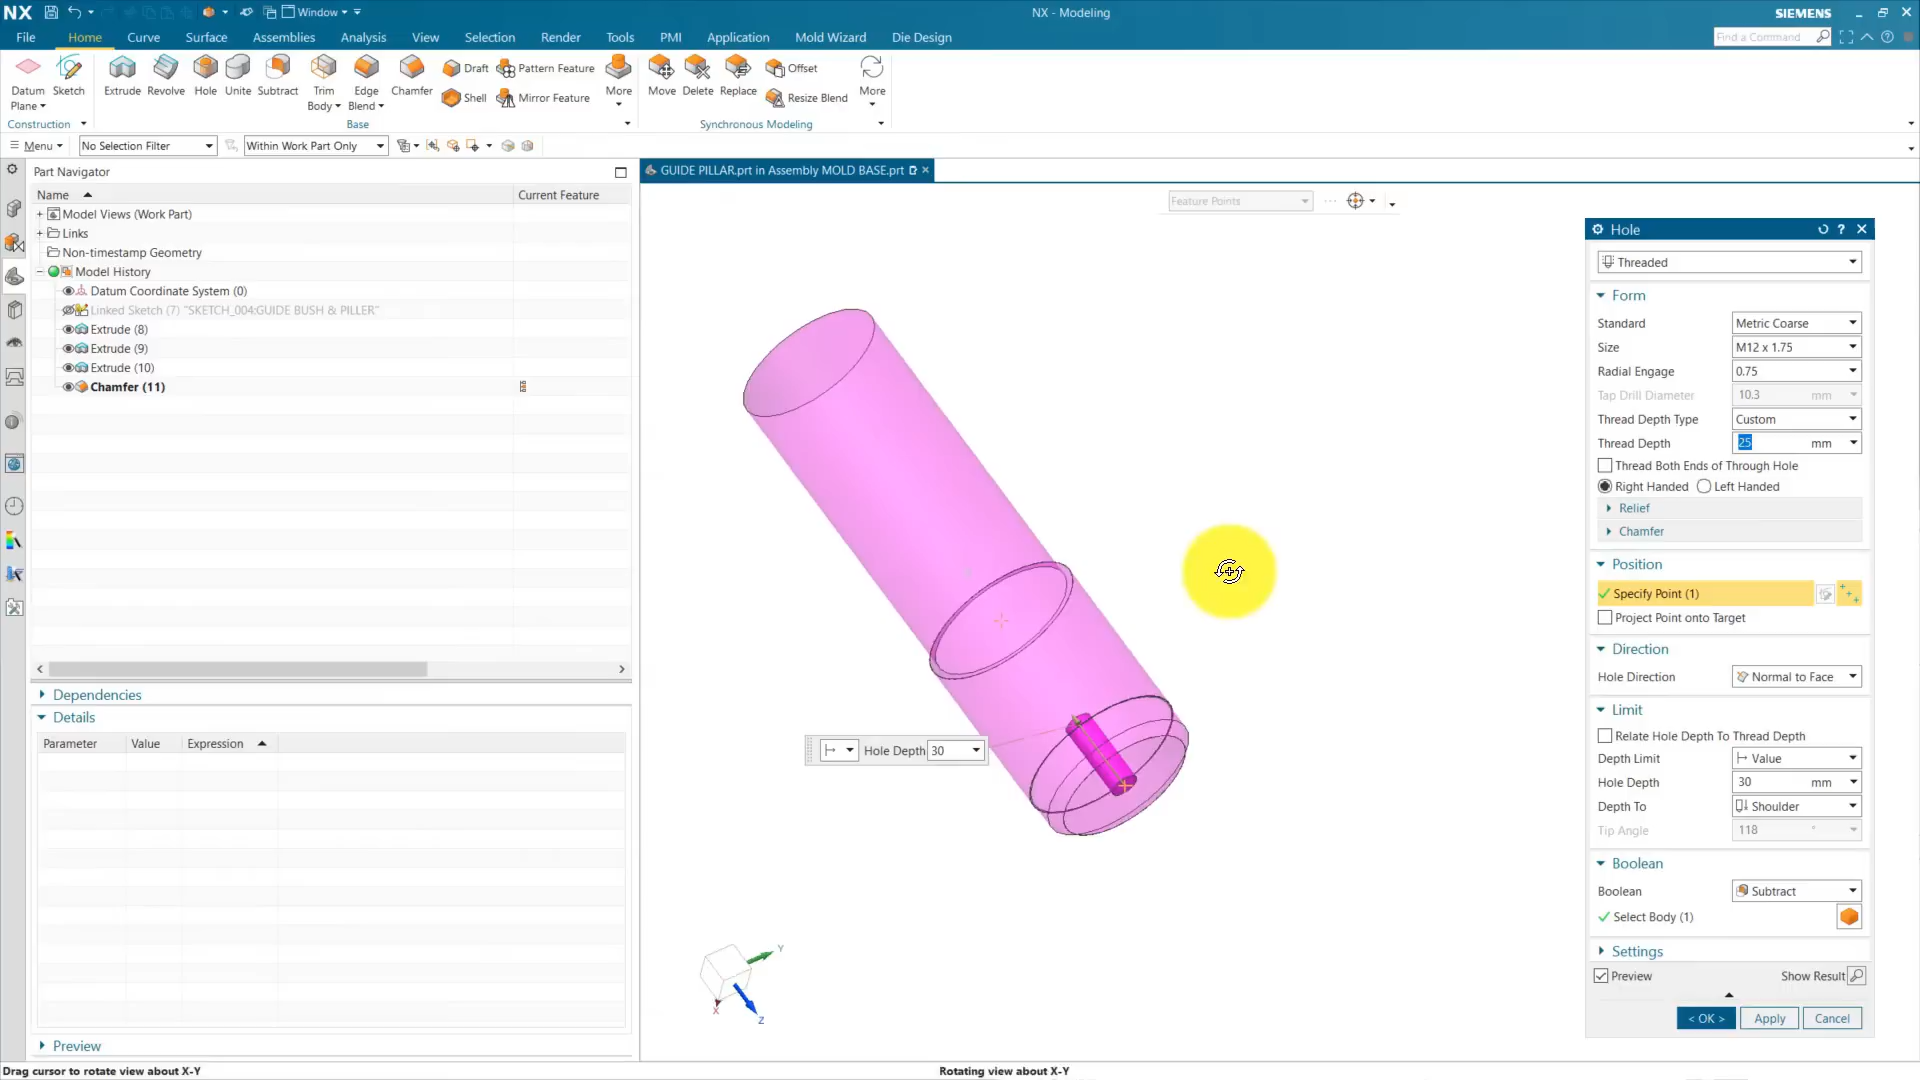 NX
Window
NX - Modeling
SIEMENS
File
Home
Curve
Surface
Assemblies
Analysis
View
Selection
Render
Tools
PMI
Application
Mold Wizard
Die Design
Find a Command
Datum Plane
Sketch
Extrude
Revolve
Hole
Unite
Subtract
Trim Body
Edge Blend
Chamfer
Draft
Shell
Pattern Feature
Mirror Feature
More
Move
Delete
Replace
Offset
Resize Blend
More
Construction
Base
Synchronous Modeling
Menu
No Selection Filter
Within Work Part Only
Part Navigator
GUIDE PILLAR.prt in Assembly MOLD BASE.prt
Name
Current Feature
Model Views (Work Part)
Links
Non-timestamp Geometry
Model History
Datum Coordinate System (0)
Linked Sketch (7) "SKETCH_004:GUIDE BUSH & PILLER"
Extrude (8)
Extrude (9)
Extrude (10)
Chamfer (11)
Dependencies
Details
Parameter Value Expression
Preview
Feature Points
Hole Depth 30
Y
X
Z
Hole
Threaded
Form
Standard Metric Coarse
Size M12 x 1.75
Radial Engage 0.75
Tap Drill Diameter 10.3 mm
Thread Depth Type Custom
Thread Depth 25 mm
Thread Both Ends of Through Hole
Right Handed Left Handed
Relief
Chamfer
Position
Specify Point (1)
Project Point onto Target
Direction
Hole Direction Normal to Face
Limit
Relate Hole Depth To Thread Depth
Depth Limit Value
Hole Depth 30 mm
Depth To Shoulder
Tip Angle 118 °
Boolean
Boolean Subtract
Select Body (1)
Settings
Preview Show Result
< OK > Apply Cancel
Drag cursor to rotate view about X-Y
Rotating view about X-Y